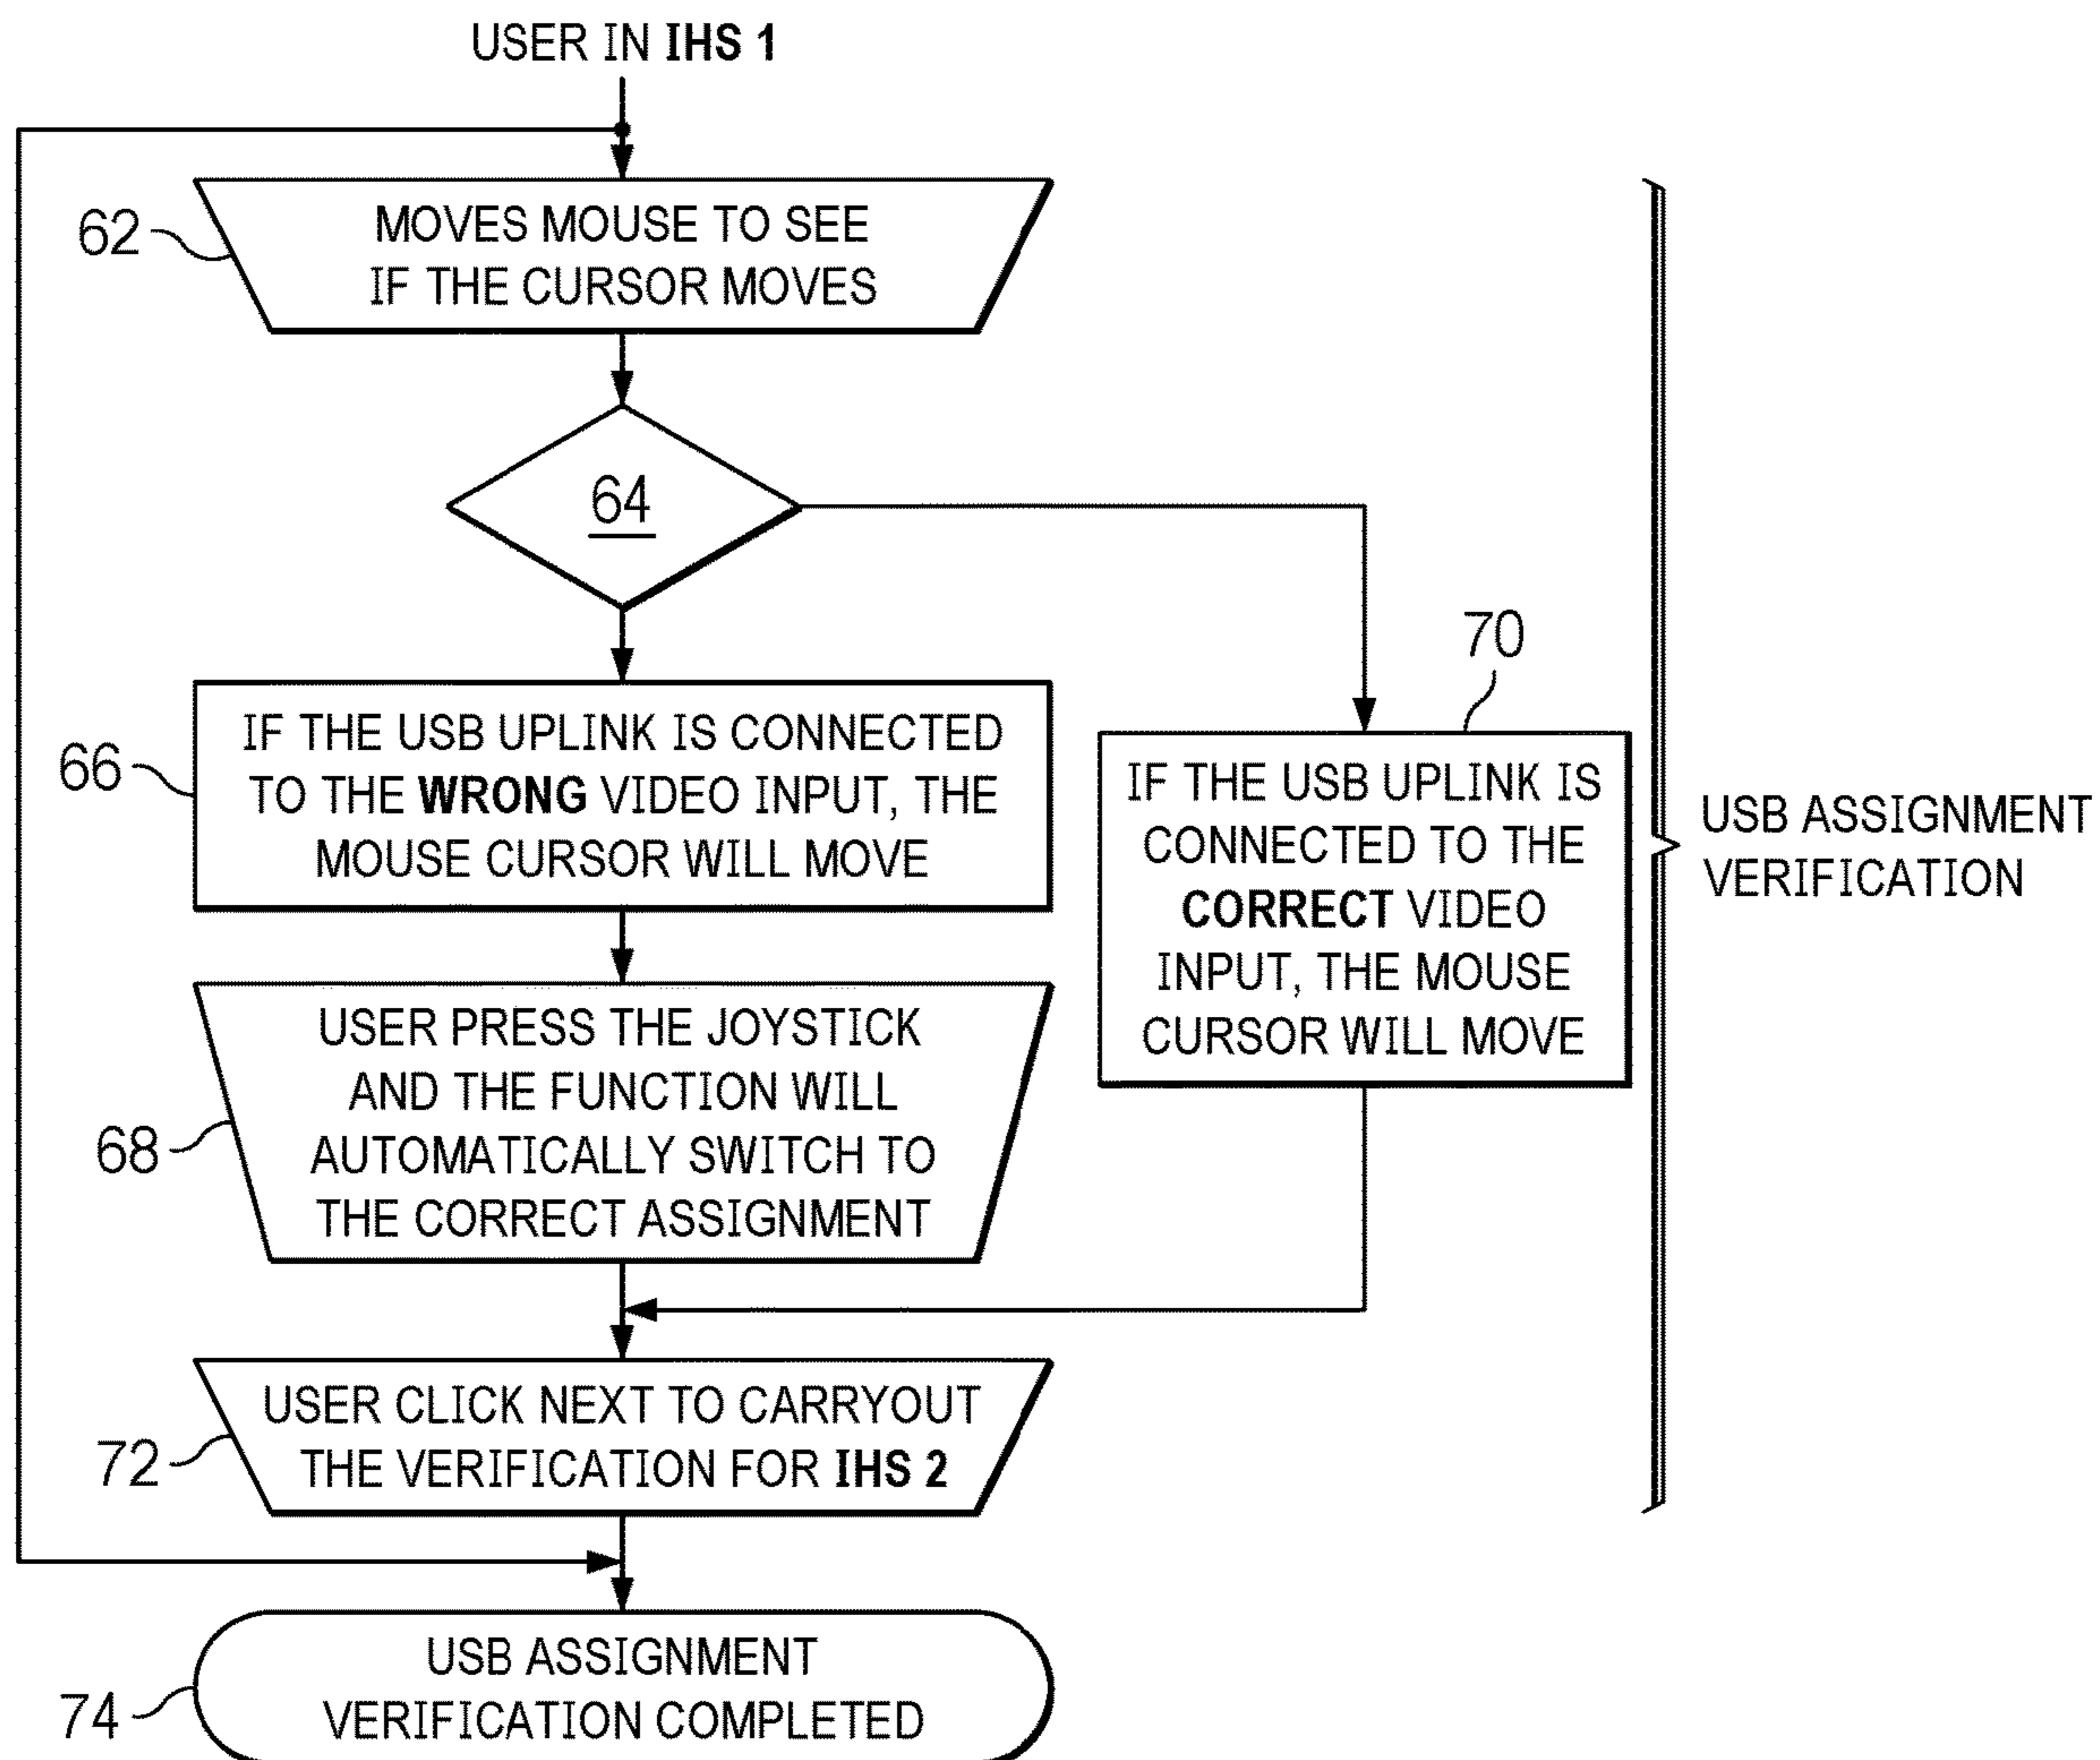 USER IN IHS 1
62
MOVES MOUSE TO SEE
IF THE CURSOR MOVES
64
66
IF THE USB UPLINK IS CONNECTED
TO THE WRONG VIDEO INPUT, THE
MOUSE CURSOR WILL MOVE
70
IF THE USB UPLINK IS
CONNECTED TO THE
CORRECT VIDEO
INPUT, THE MOUSE
CURSOR WILL MOVE
USB ASSIGNMENT
VERIFICATION
68
USER PRESS THE JOYSTICK
AND THE FUNCTION WILL
AUTOMATICALLY SWITCH TO
THE CORRECT ASSIGNMENT
72
USER CLICK NEXT TO CARRYOUT
THE VERIFICATION FOR IHS 2
74
USB ASSIGNMENT
VERIFICATION COMPLETED